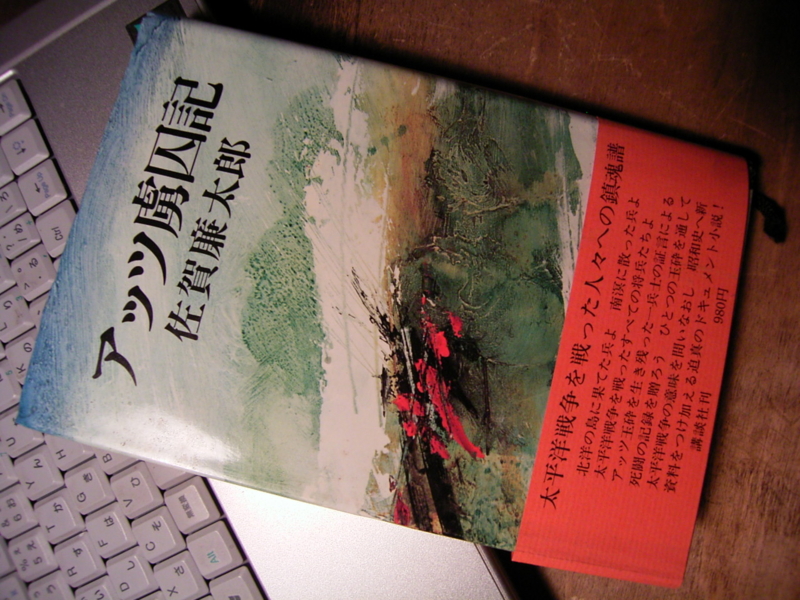 アッツ虜囚記
佐賀廉太郎
太平洋戦争を戦った人々への鎮魂譜
北洋の島に果てた兵よ　南溟に散った兵よ
太平洋戦争を戦ったすべての将兵たちよ
アッツ玉砕を生き残った一兵士の証言による
死闘の記録を贈ろう　ひとつの玉砕を通して
太平洋戦争の意味を問いなおし　昭和史へ新
資料をつけ加える迫真のドキュメント小説！
講談社刊　980円